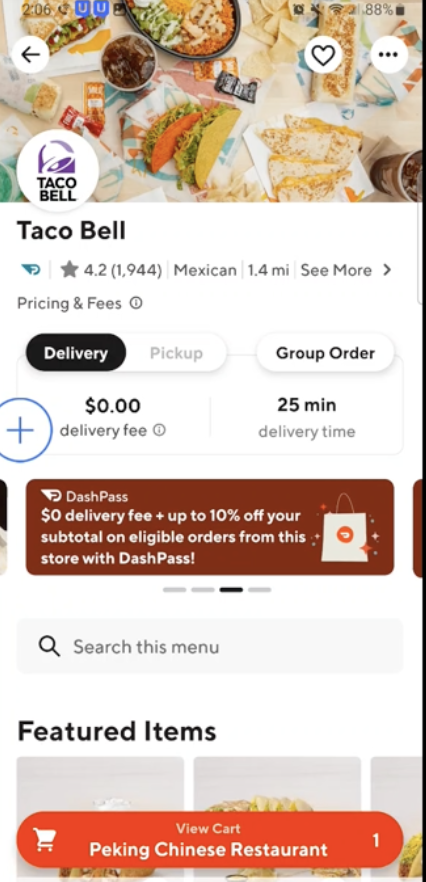 2:06
88%
TACO
BELL
Taco Bell
4.2 (1,944) Mexican 1.4 mi See More
Pricing & Fees
Delivery Pickup Group Order
$0.00 25 min
delivery fee delivery time
DashPass
$0 delivery fee + up to 10% off your
subtotal on eligible orders from this
store with DashPass!
Search this menu
Featured Items
View Cart
Peking Chinese Restaurant 1